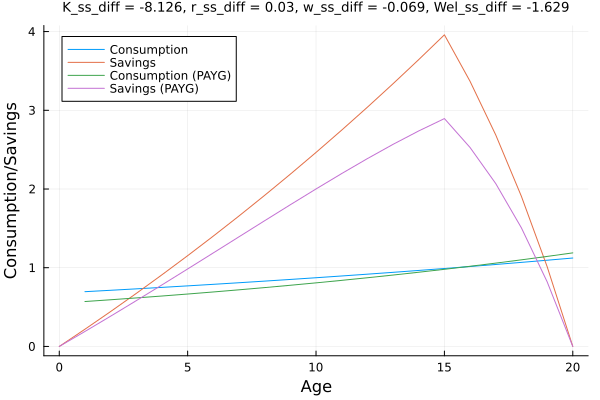 K_ss_diff = -8.126, r_ss_diff = 0.03, w_ss_diff = -0.069, Wel_ss_diff = -1.629
Consumption
Savings
Consumption (PAYG)
Savings (PAYG)
4
3
2
1
0
Consumption/Savings
0 5 10 15 20
Age